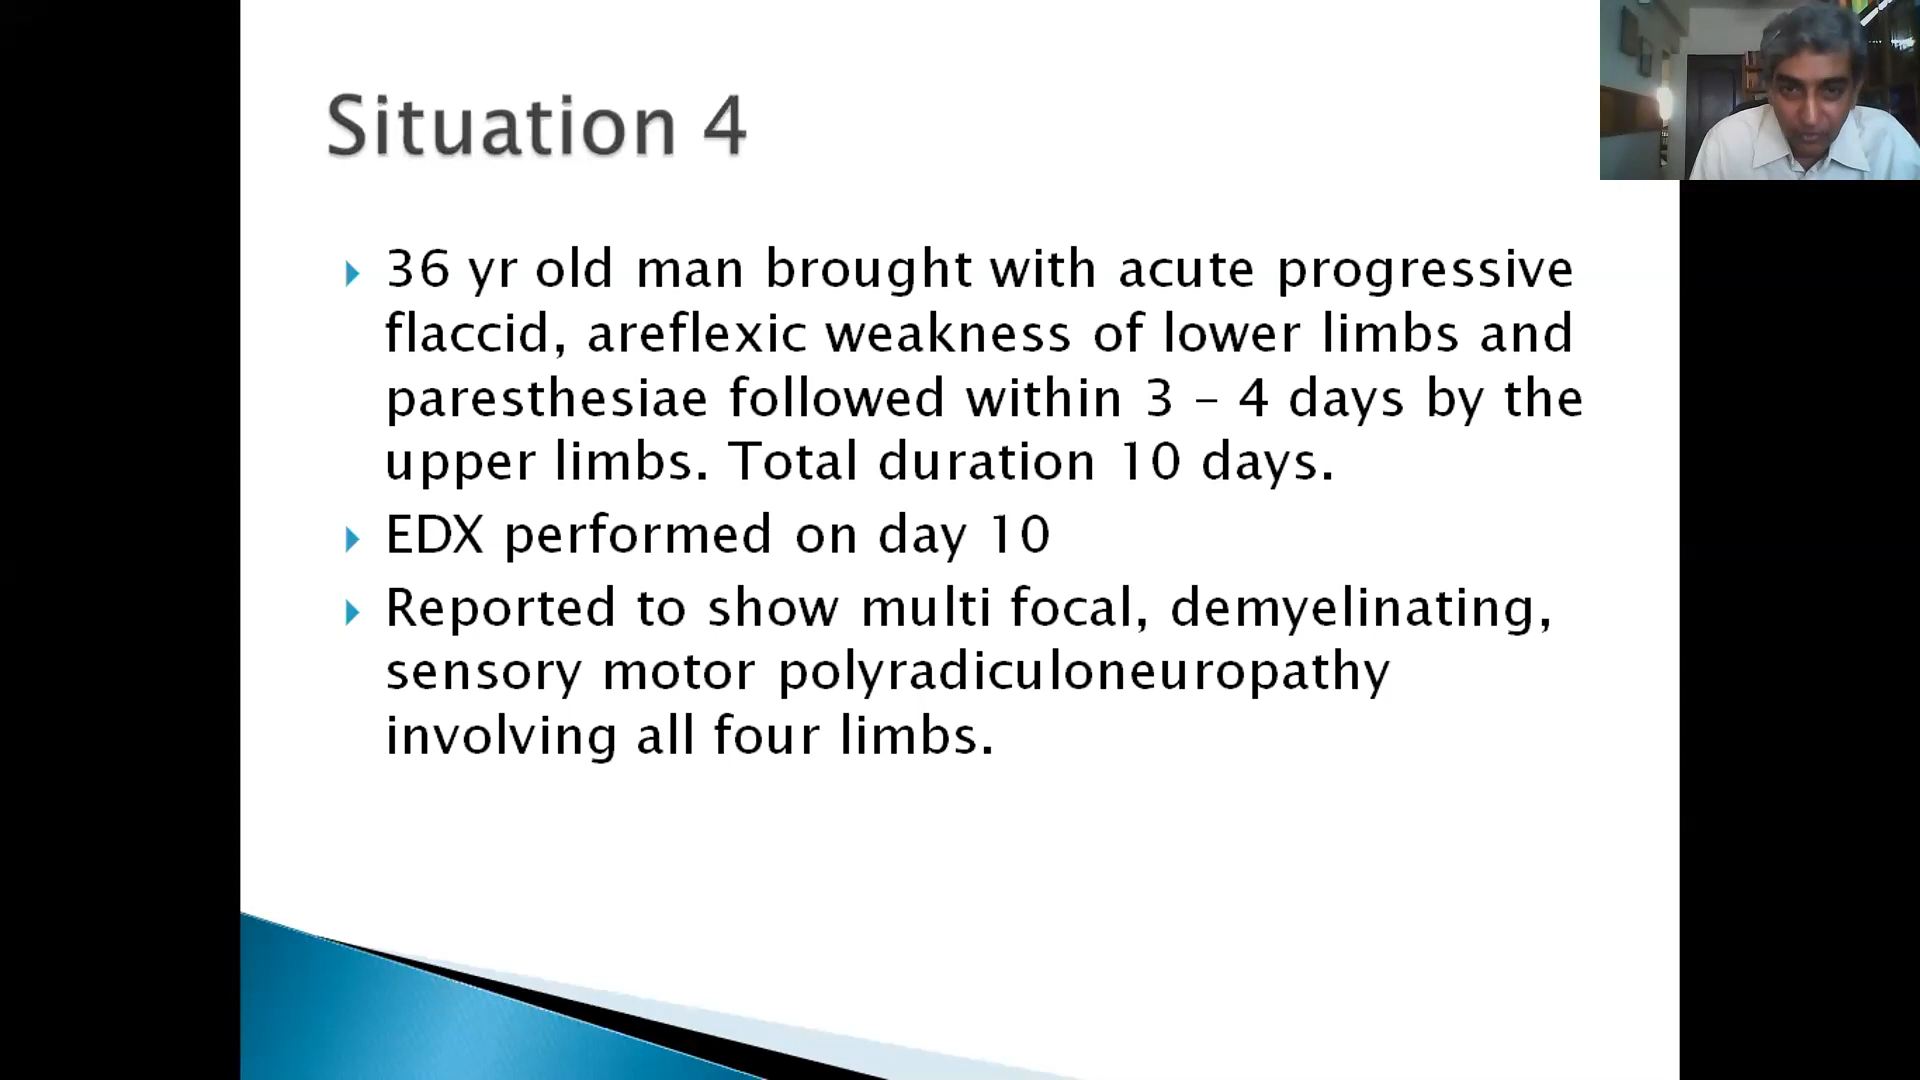 Situation 4
36 yr old man brought with acute progressive
flaccid, areflexic weakness of lower limbs and
paresthesiae followed within 3 – 4 days by the
upper limbs. Total duration 10 days.
EDX performed on day 10
Reported to show multi focal, demyelinating,
sensory motor polyradiculoneuropathy
involving all four limbs.